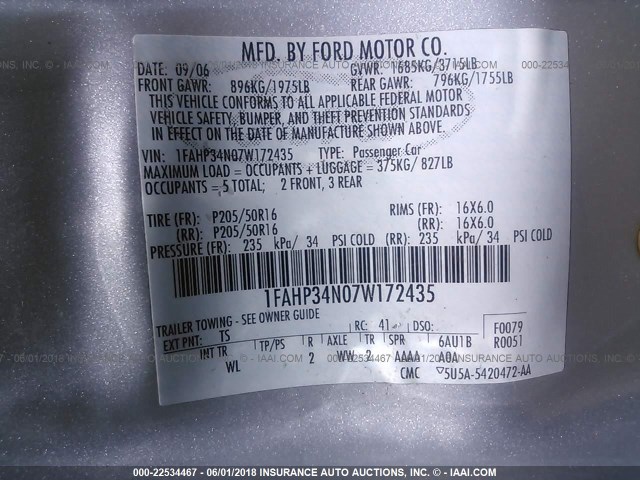 MFD. BY FORD MOTOR CO.
DATE: 09/06 GVWR: 1685KG/3715LB
FRONT GAWR: 896KG/1975LB REAR GAWR: 796KG/1755LB
THIS VEHICLE CONFORMS TO ALL APPLICABLE FEDERAL MOTOR
VEHICLE SAFETY, BUMPER, AND THEFT PREVENTION STANDARDS
IN EFFECT ON THE DATE OF MANUFACTURE SHOWN ABOVE.
VIN: 1FAHP34N07W172435 TYPE: Passenger Car
MAXIMUM LOAD = OCCUPANTS + LUGGAGE = 375KG/ 827LB
OCCUPANTS = 5 TOTAL; 2 FRONT, 3 REAR
TIRE (FR): P205/50R16 RIMS (FR): 16X6.0
(RR): P205/50R16 (RR): 16X6.0
PRESSURE (FR): 235 kPa/ 34 PSI COLD (RR): 235 kPa/ 34 PSI COLD
1FAHP34N07W172435
TRAILER TOWING - SEE OWNER GUIDE
RC: 41 DSO: F0079
EXT PNT: TS 6AU1B R0051
INT TR TP/PS R AXLE TR SPR
WL 2 WW 2 AAAA A0A
CMC ▽5U5A-5420472-AA
000-22534467 - 06/01/2018 - INSURANCE AUTO AUCTIONS, INC. - © - IAAI.COM